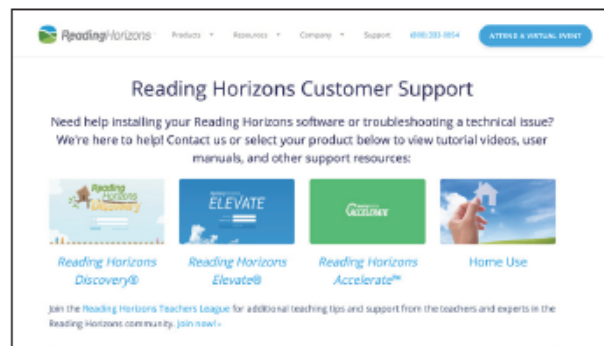 Reading Horizons Products Resources Company Support ATTEND A VIRTUAL EVENT
Reading Horizons Customer Support
Need help installing your Reading Horizons software or troubleshooting a technical issue?
We're here to help! Contact us or select your product below to view tutorial videos, user
manuals, and other support resources:
Reading
Horizons
Discovery
ELEVATE
ACCELERATE
Reading Horizons
Discovery®
Reading Horizons
Elevate®
Reading Horizons
Accelerate™
Home Use
Join the Reading Horizons Teachers League for additional teaching tips and support from the teachers and experts in the
Reading Horizons community. Join now! »